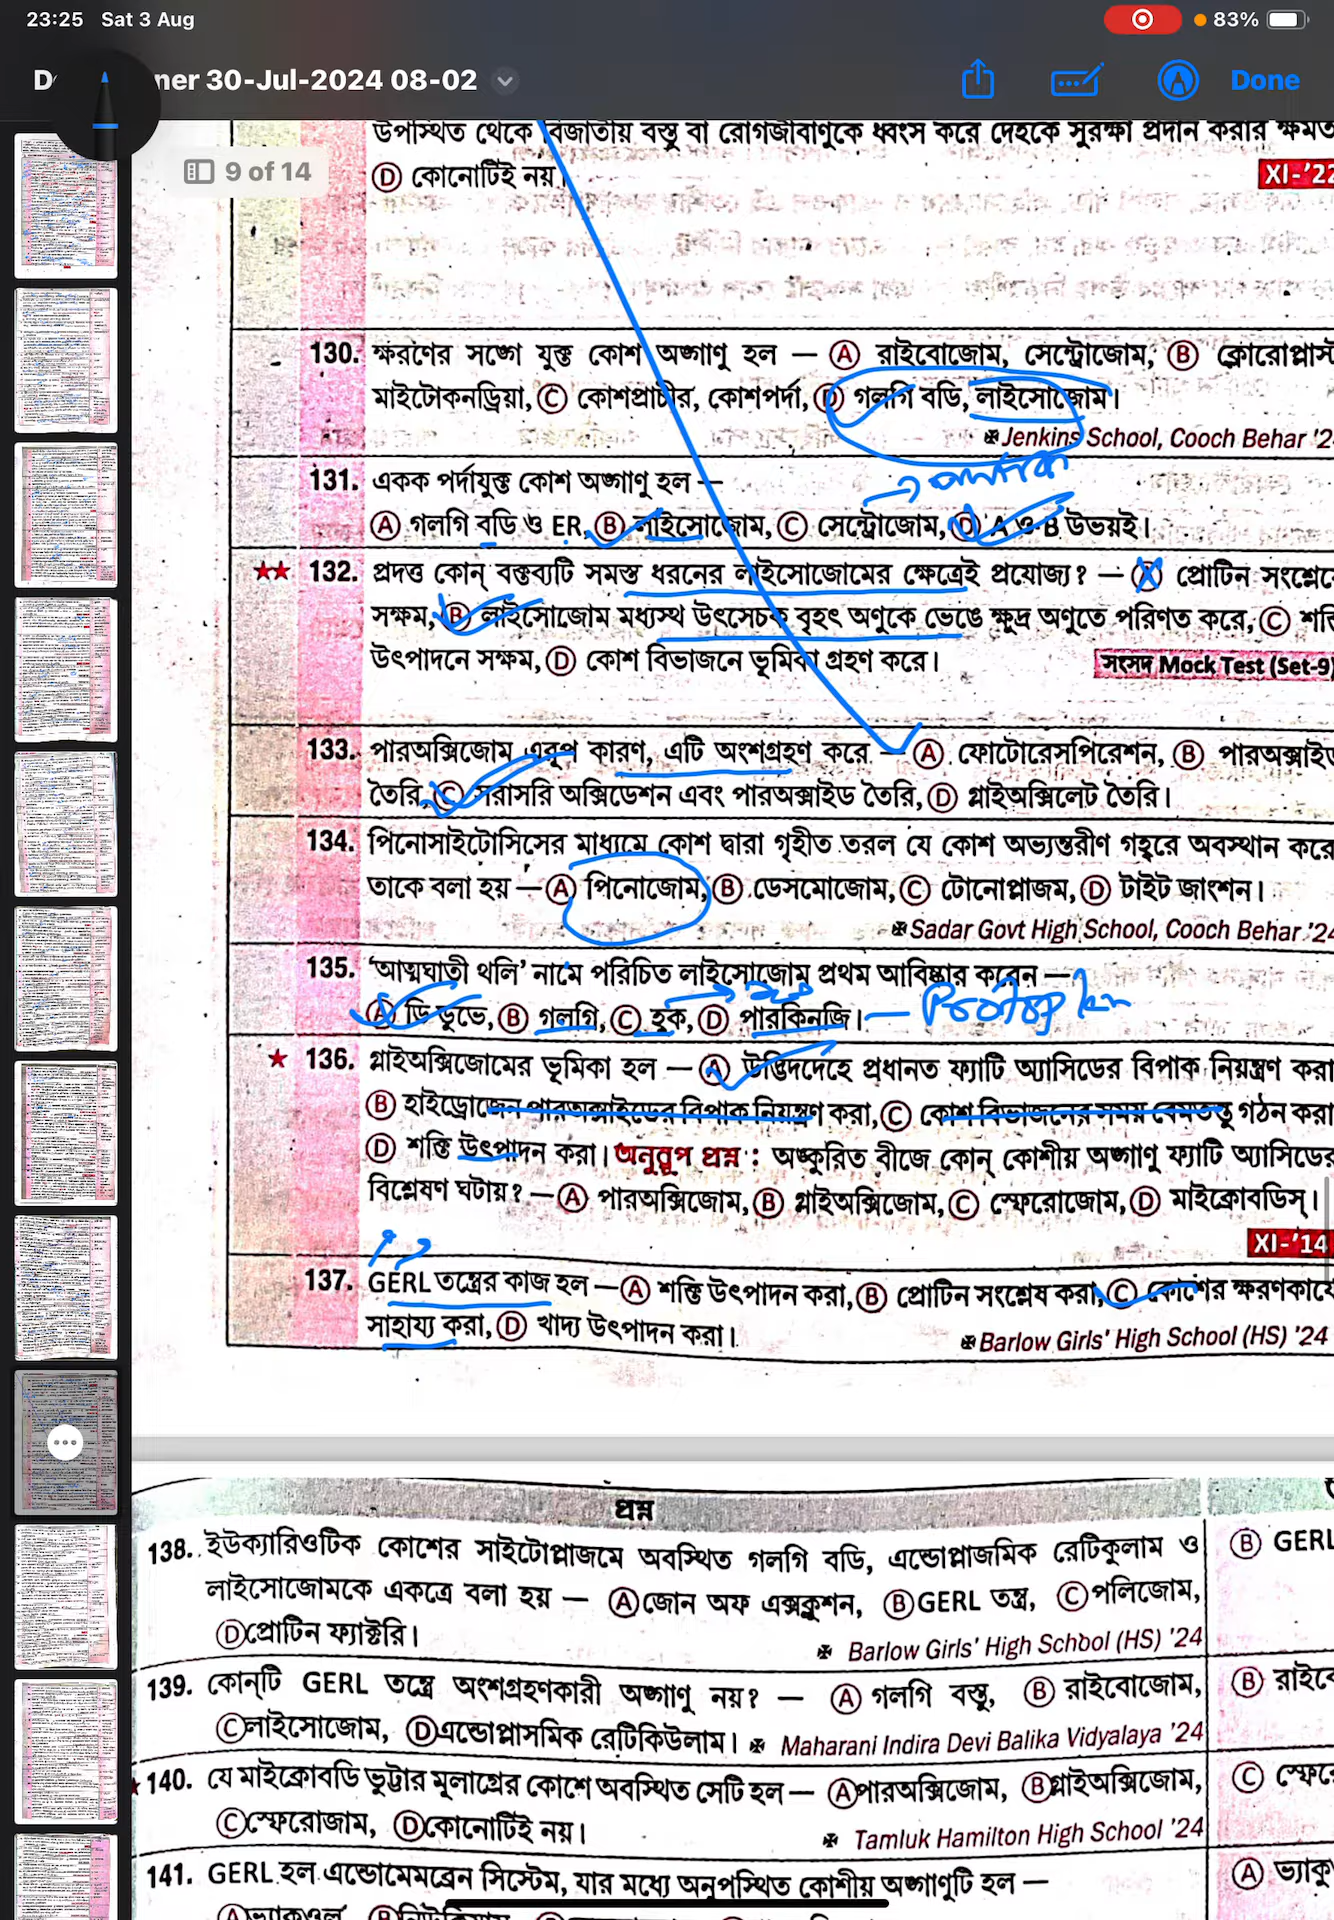 23:25 Sat 3 Aug
83%
ner 30-Jul-2024 08-02
Done
9 of 14
উপস্থিত থেকে বিজাতীয় বস্তু বা রোগজীবাণুকে ধ্বংস করে দেহকে সুরক্ষা প্রদান করার
Ⓓ কোনোটিই নয়।
XI-'22
130. ক্ষরণের সঙ্গে যুক্ত কোশ অঙ্গাণু হল — Ⓐ রাইবোজোম, সেন্ট্রোজোম, Ⓑ
মাইটোকনড্রিয়া, Ⓒ কোশপ্রাচীর, কোশপর্দা, Ⓓ গলগি বডি, লাইসোজোম।
✠ Jenkins School, Cooch Behar '2
131. একক পর্দাযুক্ত কোশ অঙ্গাণু হল —
Ⓐ গলগি বডি ও ER, Ⓑ লাইসোজোম, Ⓒ সেন্ট্রোজোম, Ⓓ A ও B উভয়ই।
★★ 132. প্রদত্ত কোন্ বক্তব্যটি সমস্ত ধরনের লাইসোজোমের ক্ষেত্রেই প্রযোজ্য? — Ⓐ প্রোটিন
সক্ষম, Ⓑ লাইসোজোম মধ্যস্থ উৎসেচক বৃহৎ অণুকে ভেঙে ক্ষুদ্র অণুতে পরিণত করে, Ⓒ
উৎপাদনে সক্ষম, Ⓓ কোশ বিভাজনে ভূমিকা গ্রহণ করে।
সংসদ Mock Test (Set-9)
133. পারঅক্সিজোম এরূপ কারণ, এটি অংশগ্রহণ করে — Ⓐ ফোটোরেসপিরেশন, Ⓑ পারঅক্সাইড
তৈরি, Ⓒ সরাসরি অক্সিডেশন এবং পারঅক্সাইড তৈরি, Ⓓ গ্লাইঅক্সিলেট তৈরি।
134. পিনোসাইটোসিসের মাধ্যমে কোশ দ্বারা গৃহীত তরল যে কোশ অভ্যন্তরীণ গহ্বরে অবস্থান করে
তাকে বলা হয় — Ⓐ পিনোজোম, Ⓑ ডেসমোজোম, Ⓒ টোনোপ্লাজম, Ⓓ টাইট জাংশন।
✠ Sadar Govt High School, Cooch Behar '24
135. 'আত্মঘাতী থলি' নামে পরিচিত লাইসোজোম প্রথম আবিষ্কার করেন —
Ⓐ ডি ডুভে, Ⓑ গলগি, Ⓒ হুক, Ⓓ পারকিনজি।
★ 136. গ্লাইঅক্সিজোমের ভূমিকা হল — Ⓐ উদ্ভিদদেহে প্রধানত ফ্যাটি অ্যাসিডের বিপাক নিয়ন্ত্রণ করা
Ⓑ হাইড্রোজেন পারঅক্সাইডের বিপাক নিয়ন্ত্রণ করা, Ⓒ কোশ বিভাজনের সময় বেমতন্তু গঠন করা
Ⓓ শক্তি উৎপাদন করা। অনুরূপ প্রশ্ন : অঙ্কুরিত বীজে কোন্ কোশীয় অঙ্গাণু ফ্যাটি অ্যাসিডের
বিশ্লেষণ ঘটায়? — Ⓐ পারঅক্সিজোম, Ⓑ গ্লাইঅক্সিজোম, Ⓒ স্ফেরোজোম, Ⓓ মাইক্রোবডিস্।
XI-'14
137. GERL তন্ত্রের কাজ হল — Ⓐ শক্তি উৎপাদন করা, Ⓑ প্রোটিন সংশ্লেষ করা, Ⓒ কোশের ক্ষরণকার্যে
সাহায্য করা, Ⓓ খাদ্য উৎপাদন করা।
✠ Barlow Girls' High School (HS) '24
প্রশ্ন
138. ইউক্যারিওটিক কোশের সাইটোপ্লাজমে অবস্থিত গলগি বডি, এন্ডোপ্লাজমিক রেটিকুলাম ও
লাইসোজোমকে একত্রে বলা হয় — Ⓐ জোন অফ এক্সক্লুশন, Ⓑ GERL তন্ত্র, Ⓒ পলিজোম,
Ⓓ প্রোটিন ফ্যাক্টরি।
✠ Barlow Girls' High School (HS) '24
Ⓑ GERL
139. কোন্‌টি GERL তন্ত্রে অংশগ্রহণকারী অঙ্গাণু নয়? — Ⓐ গলগি বস্তু, Ⓑ রাইবোজোম,
Ⓒ লাইসোজোম, Ⓓ এন্ডোপ্লাসমিক রেটিকিউলাম। ✠ Maharani Indira Devi Balika Vidyalaya '24
Ⓑ
★ 140. যে মাইক্রোবডি ভুট্টার মূলাগ্রের কোশে অবস্থিত সেটি হল — Ⓐ পারঅক্সিজোম, Ⓑ গ্লাইঅক্সিজোম,
Ⓒ স্ফেরোজাম, Ⓓ কোনোটিই নয়।
✠ Tamluk Hamilton High School '24
Ⓒ
141. GERL হল এন্ডোমেমব্রেন সিস্টেম, যার মধ্যে অনুপস্থিত কোশীয় অঙ্গাণুটি হল —
Ⓐ